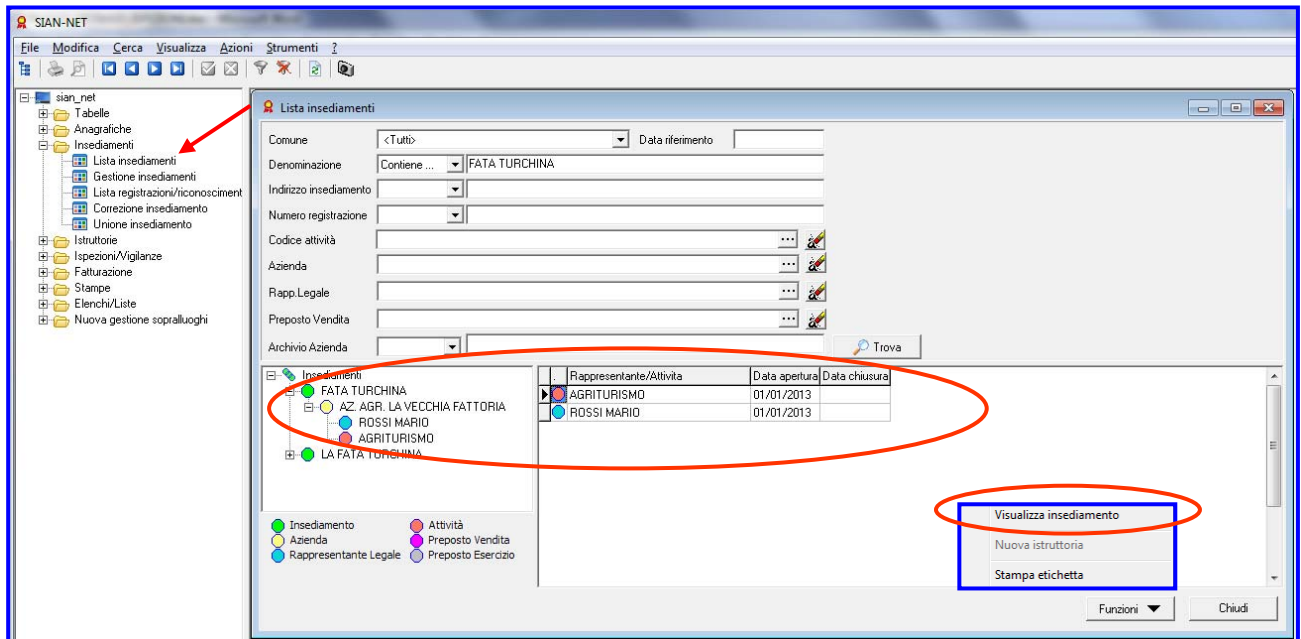 SIAN-NET
File Modifica Cerca Visualizza Azioni Strumenti ?
sian_net
Tabelle
Anagrafiche
Insediamenti
Lista insediamenti
Gestione insediamenti
Lista registrazioni/riconosciment
Correzione insediamento
Unione insediamento
Istruttorie
Ispezioni/Vigilanze
Fatturazione
Stampe
Elenchi/Liste
Nuova gestione sopralluoghi
Lista insediamenti
Comune <Tutti> Data riferimento
Denominazione Contiene ... FATA TURCHINA
Indirizzo insediamento
Numero registrazione
Codice attività ...
Azienda ...
Rapp.Legale ...
Preposto Vendita ...
Archivio Azienda Trova
Insediamenti
FATA TURCHINA
AZ. AGR. LA VECCHIA FATTORIA
ROSSI MARIO
AGRITURISMO
LA FATA TURCHINA
. Rappresentante/Attivita Data apertura Data chiusura
AGRITURISMO 01/01/2013
ROSSI MARIO 01/01/2013
Insediamento Attività
Azienda Preposto Vendita
Rappresentante Legale Preposto Esercizio
Visualizza insediamento
Nuova istruttoria
Stampa etichetta
Funzioni Chiudi